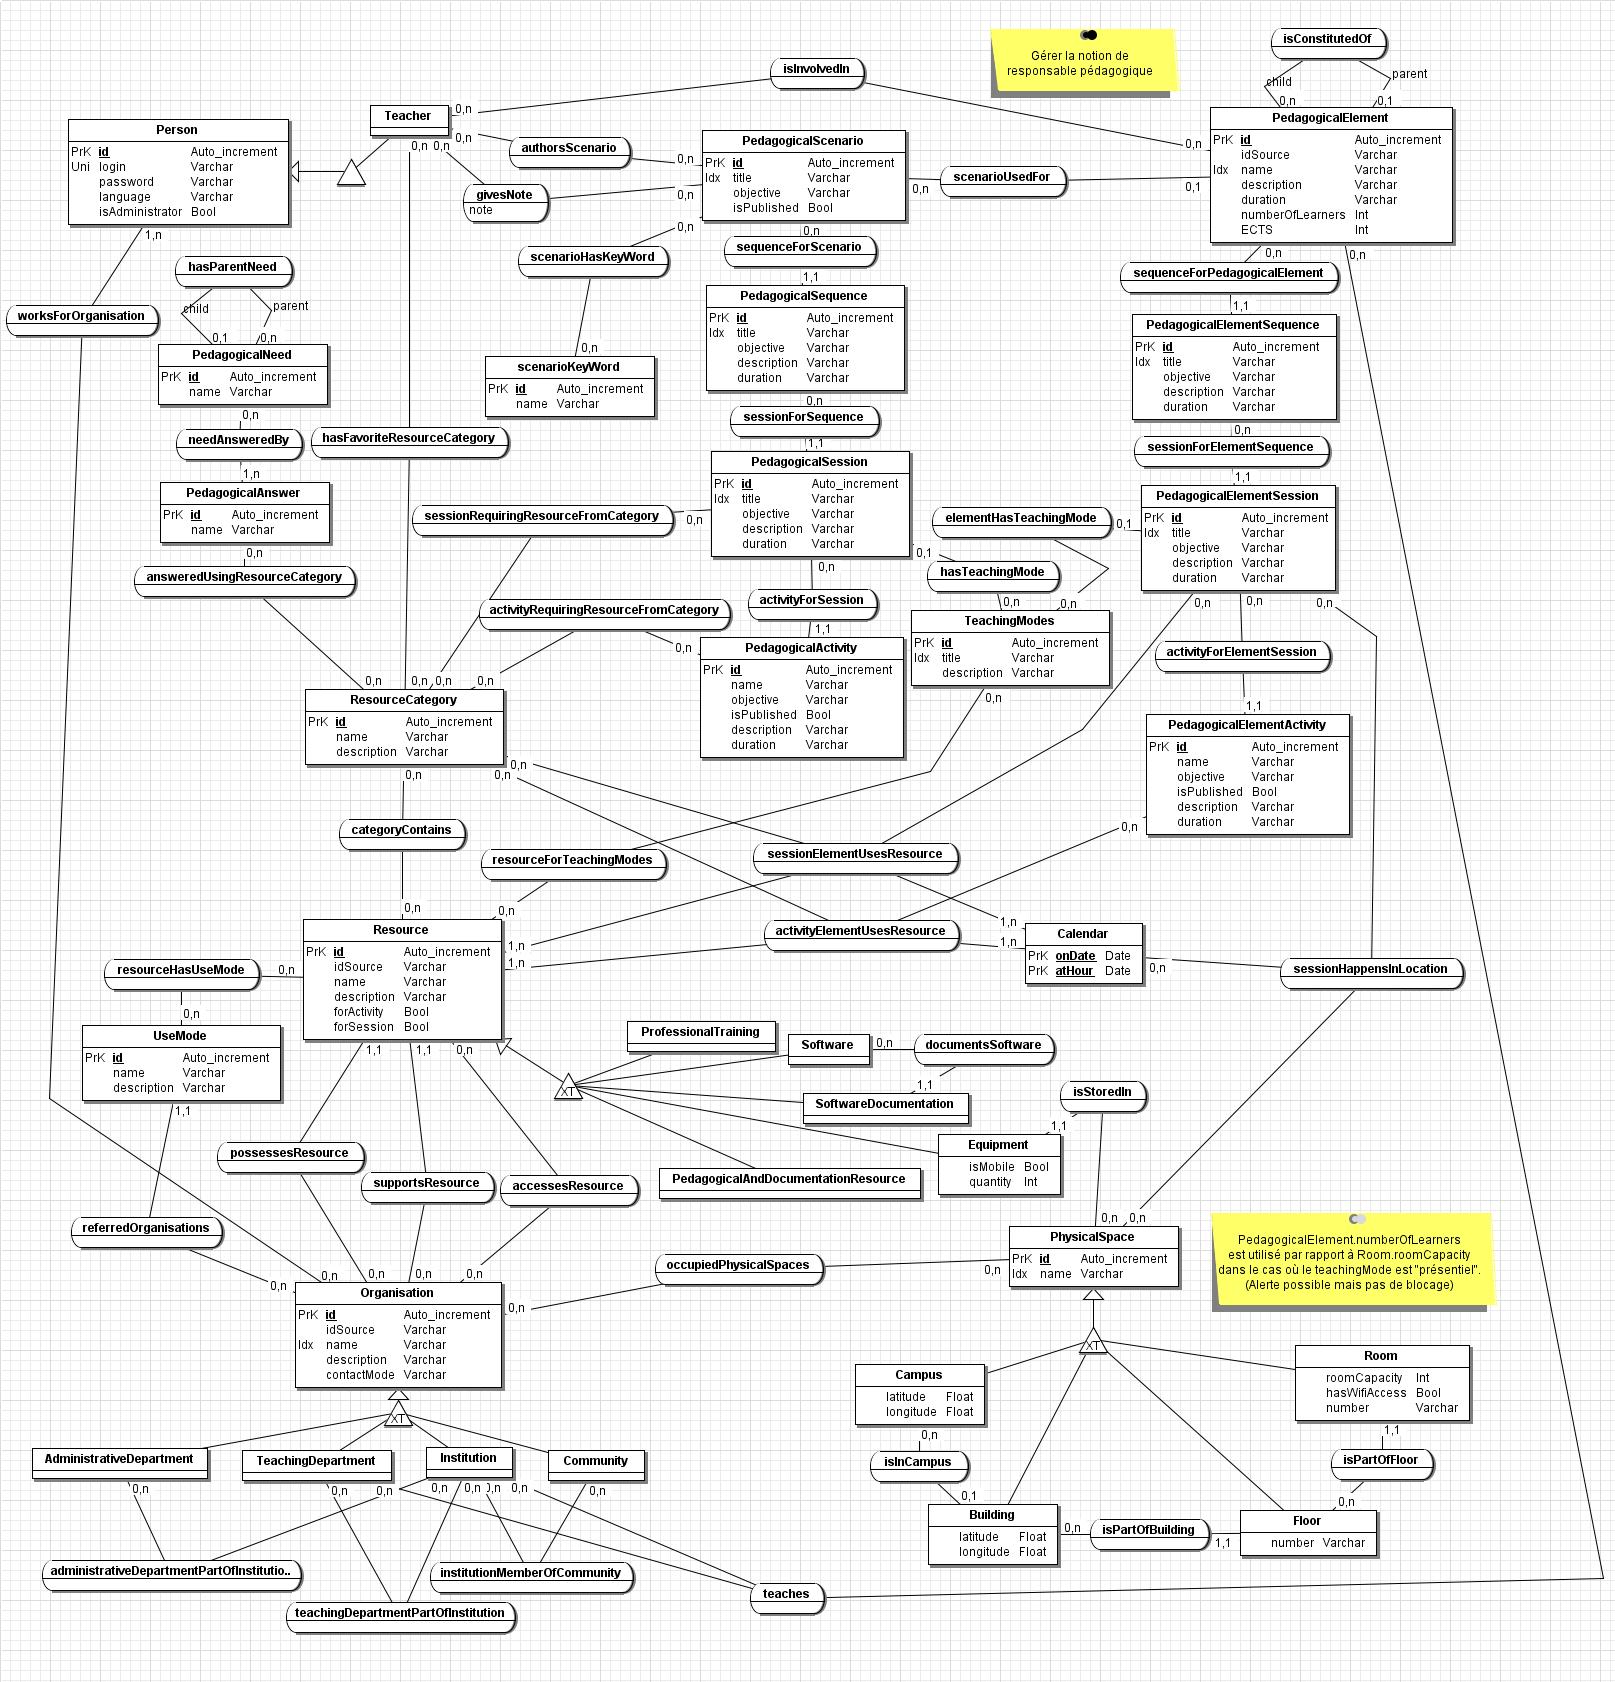 isConstitutedOf
child
parent
0,n
0,1
Gérer la notion de
responsable pédagogique
isInvolvedIn
Teacher
0,n
0,n
0,n
0,n
0,n
Person
PrK id Auto_increment
Uni login Varchar
password Varchar
language Varchar
isAdministrator Bool
1,n
authorsScenario
0,n
givesNote
note
0,n
PedagogicalScenario
PrK id Auto_increment
Idx title Varchar
objective Varchar
isPublished Bool
0,n
0,n
0,n
scenarioUsedFor
0,1
0,n
PedagogicalElement
PrK id Auto_increment
idSource Varchar
Idx name Varchar
description Varchar
duration Varchar
numberOfLearners Int
ECTS Int
0,n
0,n
hasParentNeed
child
parent
0,1
0,n
worksForOrganisation
PedagogicalNeed
PrK id Auto_increment
name Varchar
0,n
needAnsweredBy
1,n
PedagogicalAnswer
PrK id Auto_increment
name Varchar
0,n
answeredUsingResourceCategory
hasFavoriteResourceCategory
scenarioHasKeyWord
0,n
scenarioKeyWord
PrK id Auto_increment
name Varchar
sequenceForScenario
1,1
PedagogicalSequence
PrK id Auto_increment
Idx title Varchar
objective Varchar
description Varchar
duration Varchar
0,n
sessionForSequence
1,1
PedagogicalSession
PrK id Auto_increment
Idx title Varchar
objective Varchar
description Varchar
duration Varchar
0,n
0,n
0,1
sequenceForPedagogicalElement
1,1
PedagogicalElementSequence
PrK id Auto_increment
Idx title Varchar
objective Varchar
description Varchar
duration Varchar
0,n
sessionForElementSequence
1,1
PedagogicalElementSession
PrK id Auto_increment
Idx title Varchar
objective Varchar
description Varchar
duration Varchar
0,1
0,n
0,n
0,n
sessionRequiringResourceFromCategory
elementHasTeachingMode
hasTeachingMode
0,n
0,n
activityRequiringResourceFromCategory
activityForSession
1,1
0,n
PedagogicalActivity
PrK id Auto_increment
name Varchar
objective Varchar
isPublished Bool
description Varchar
duration Varchar
TeachingModes
PrK id Auto_increment
Idx title Varchar
description Varchar
0,n
activityForElementSession
1,1
PedagogicalElementActivity
PrK id Auto_increment
name Varchar
objective Varchar
isPublished Bool
description Varchar
duration Varchar
0,n
0,n
0,n
0,n
0,n
ResourceCategory
PrK id Auto_increment
name Varchar
description Varchar
0,n
0,n
0,n
categoryContains
0,n
resourceForTeachingModes
0,n
sessionElementUsesResource
activityElementUsesResource
1,n
1,n
1,n
1,n
Calendar
PrK onDate Date
PrK atHour Date
0,n
sessionHappensInLocation
Resource
PrK id Auto_increment
idSource Varchar
name Varchar
description Varchar
forActivity Bool
forSession Bool
0,n
1,1
1,1
0,n
resourceHasUseMode
0,n
UseMode
PrK id Auto_increment
name Varchar
description Varchar
1,1
ProfessionalTraining
Software
0,n
documentsSoftware
1,1
SoftwareDocumentation
XT
isStoredIn
1,1
Equipment
isMobile Bool
quantity Int
PedagogicalAndDocumentationResource
possessesResource
supportsResource
accessesResource
referredOrganisations
0,n
0,n
0,n
0,n
0,n
Organisation
PrK id Auto_increment
idSource Varchar
Idx name Varchar
description Varchar
contactMode Varchar
0,n
occupiedPhysicalSpaces
0,n
0,n
0,n
PhysicalSpace
PrK id Auto_increment
Idx name Varchar
PedagogicalElement.numberOfLearners
est utilisé par rapport à Room.roomCapacity
dans le cas où le teachingMode est "présentiel".
(Alerte possible mais pas de blocage)
XT
XT
Campus
latitude Float
longitude Float
0,n
isInCampus
0,1
Building
latitude Float
longitude Float
0,n
isPartOfBuilding
1,1
Floor
number Varchar
0,n
isPartOfFloor
1,1
Room
roomCapacity Int
hasWifiAccess Bool
number Varchar
AdministrativeDepartment
TeachingDepartment
Institution
Community
0,n
0,n
0,n
0,n
0,n
0,n
0,n
0,n
administrativeDepartmentPartOfInstitutio..
teachingDepartmentPartOfInstitution
institutionMemberOfCommunity
teaches